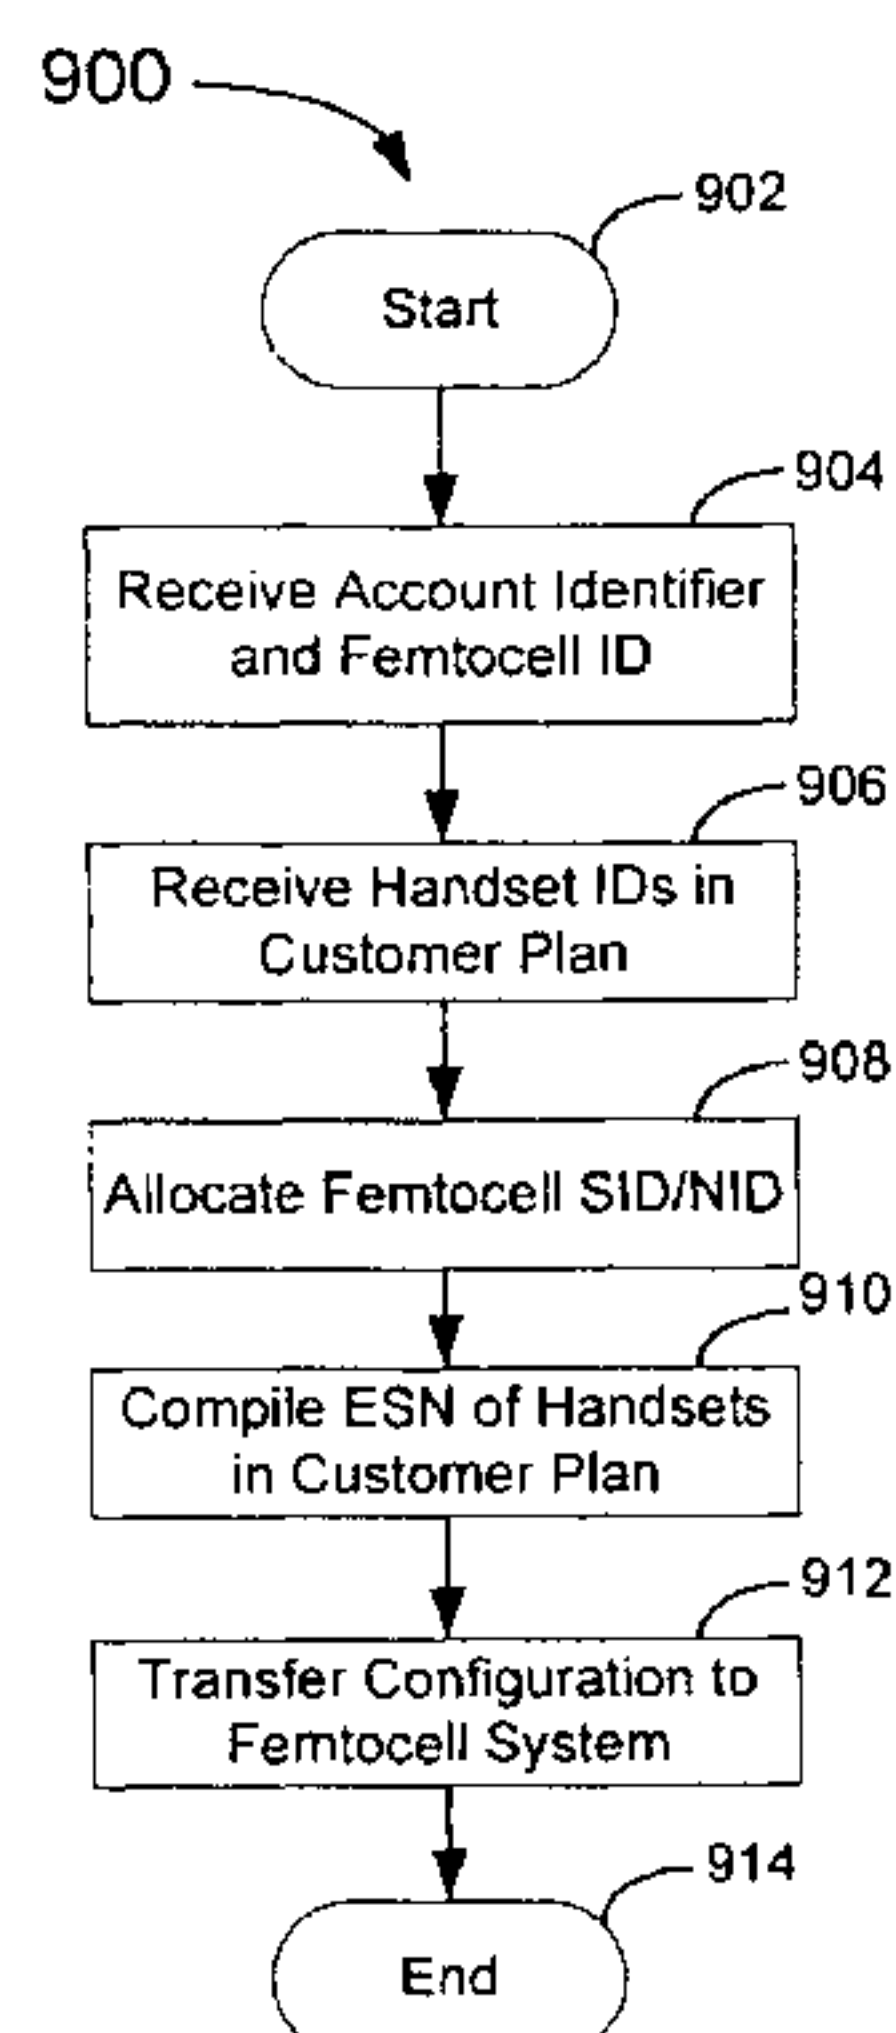 900
902
Start
904
Receive Account Identifier
and Femtocell ID
906
Receive Handset IDs in
Customer Plan
908
Allocate Femtocell SID/NID
910
Compile ESN of Handsets
in Customer Plan
912
Transfer Configuration to
Femtocell System
914
End